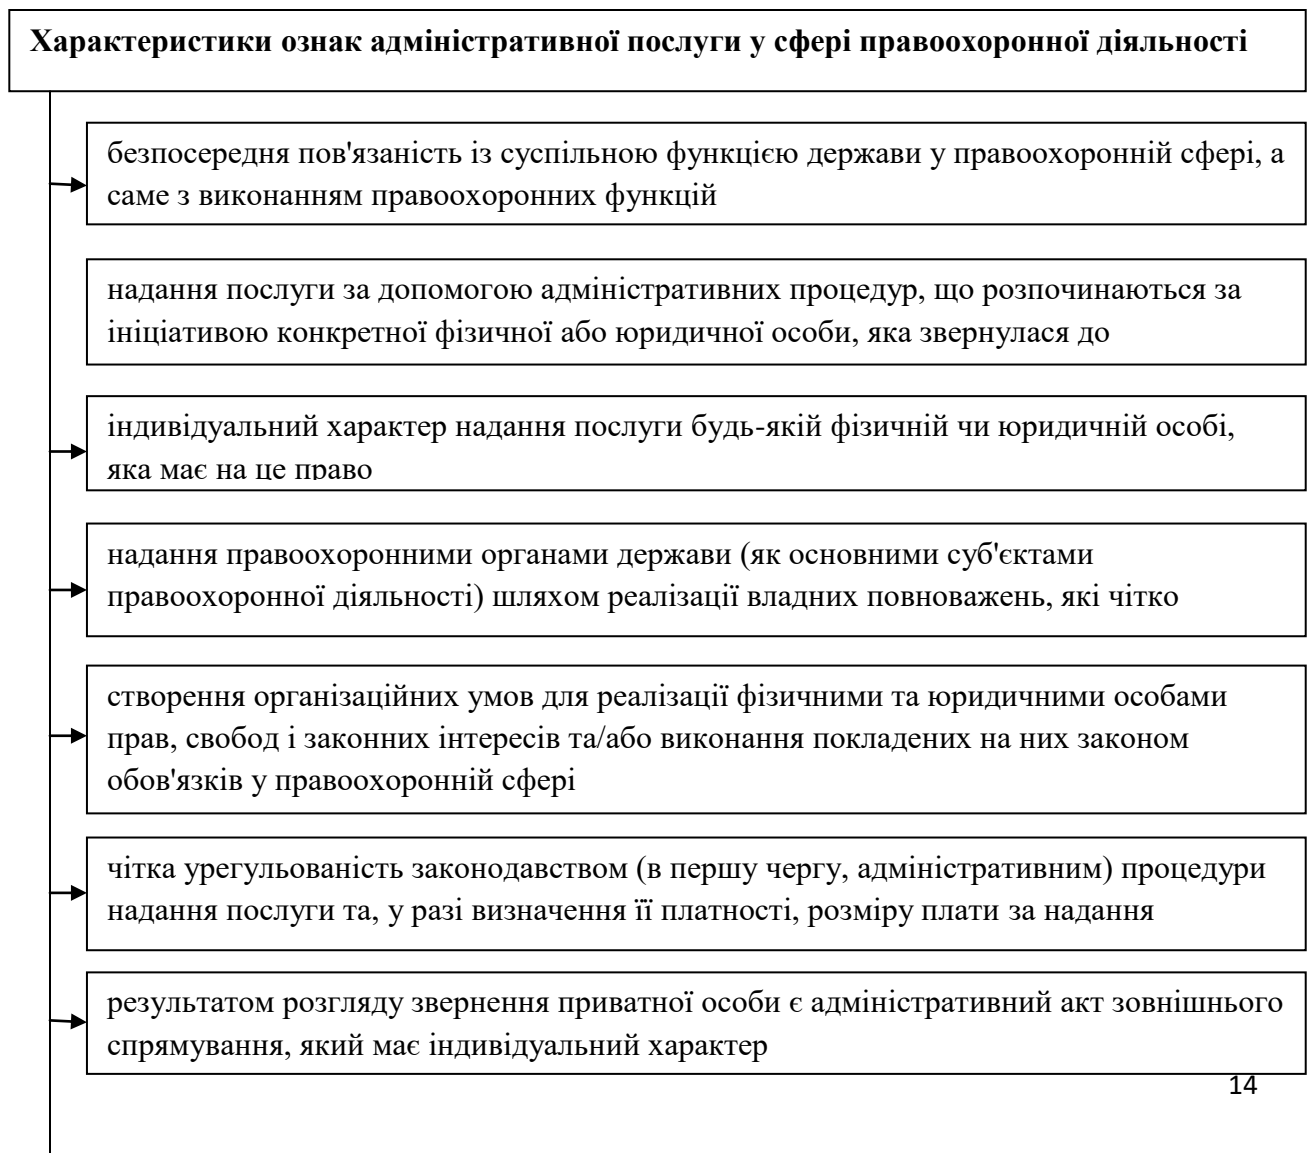 Характеристики ознак адміністративної послуги у сфері правоохоронної діяльності
безпосередня пов'язаність із суспільною функцією держави у правоохоронній сфері, а
саме з виконанням правоохоронних функцій
надання послуги за допомогою адміністративних процедур, що розпочинаються за
ініціативою конкретної фізичної або юридичної особи, яка звернулася до
індивідуальний характер надання послуги будь-якій фізичній чи юридичній особі,
яка має на це право
надання правоохоронними органами держави (як основними суб'єктами
правоохоронної діяльності) шляхом реалізації владних повноважень, які чітко
створення організаційних умов для реалізації фізичними та юридичними особами
прав, свобод і законних інтересів та/або виконання покладених на них законом
обов'язків у правоохоронній сфері
чітка урегульованість законодавством (в першу чергу, адміністративним) процедури
надання послуги та, у разі визначення її платності, розміру плати за надання
результатом розгляду звернення приватної особи є адміністративний акт зовнішнього
спрямування, який має індивідуальний характер
14